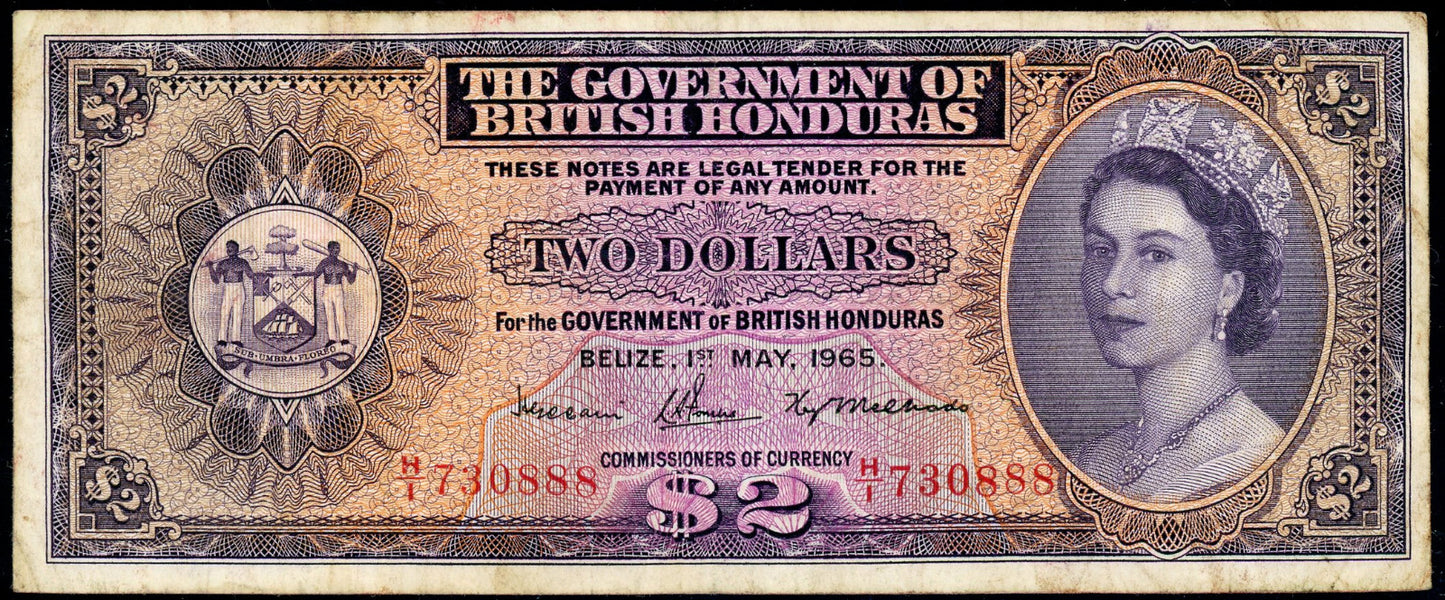 $2
$2
THE GOVERNMENT OF
BRITISH HONDURAS
THESE NOTES ARE LEGAL TENDER FOR THE
PAYMENT OF ANY AMOUNT.
TWO DOLLARS
For the GOVERNMENT OF BRITISH HONDURAS
SUB·UMBRA·FLOREO
BELIZE, 1ST MAY, 1965.
COMMISSIONERS OF CURRENCY
H/1 730888
H/1 730888
$2
$2
$2